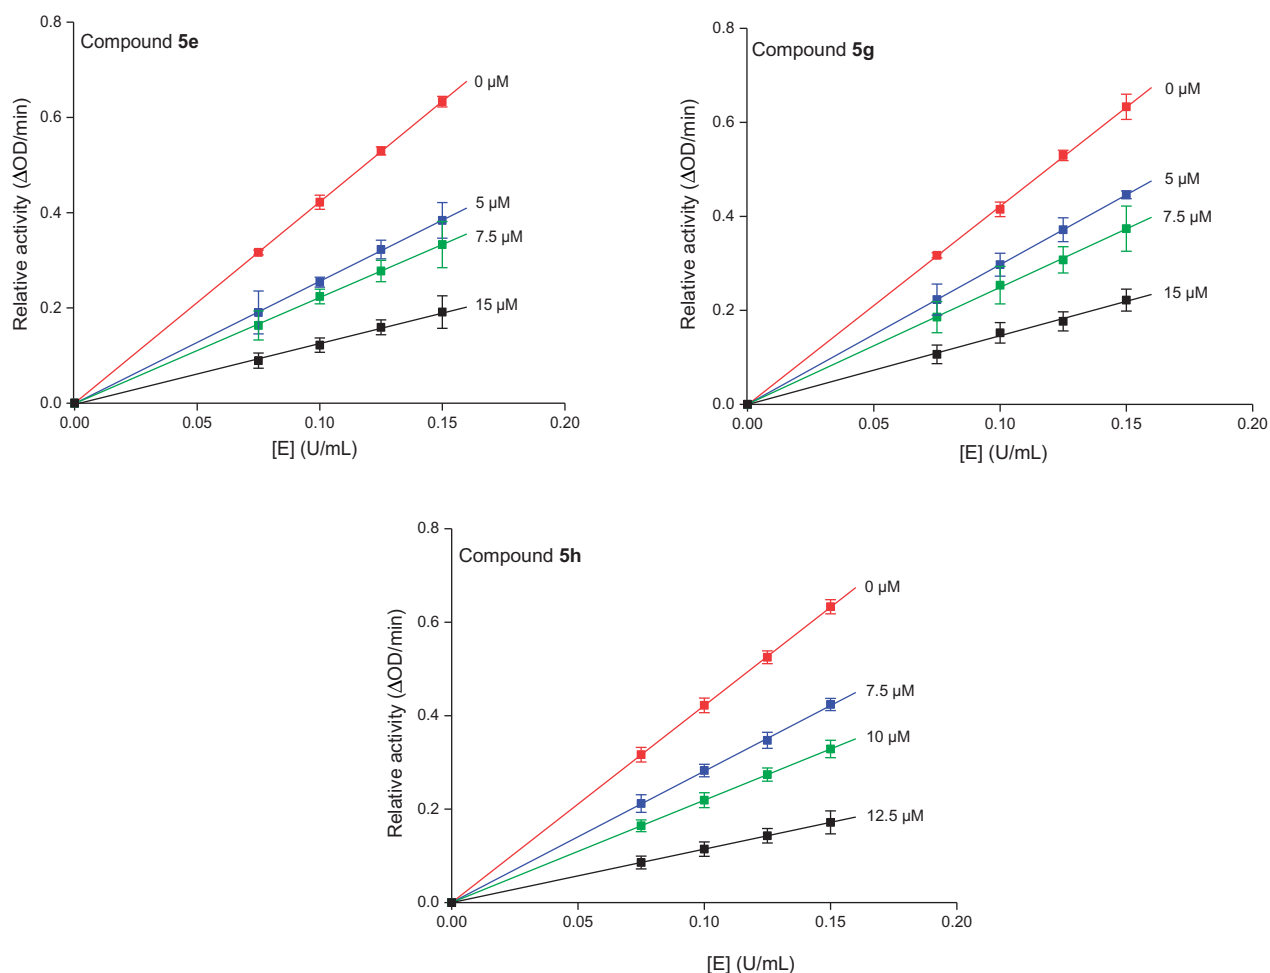 Compound 5e
0.8
0.6
0.4
0.2
0.0
0.00
0.05
0.10
0.15
0.20
Relative activity (ΔOD/min)
[E] (U/mL)
0 µM
5 µM
7.5 µM
15 µM
Compound 5g
0.8
0.6
0.4
0.2
0.0
0.00
0.05
0.10
0.15
0.20
Relative activity (ΔOD/min)
[E] (U/mL)
0 µM
5 µM
7.5 µM
15 µM
Compound 5h
0.8
0.6
0.4
0.2
0.0
0.00
0.05
0.10
0.15
0.20
Relative activity (ΔOD/min)
[E] (U/mL)
0 µM
7.5 µM
10 µM
12.5 µM